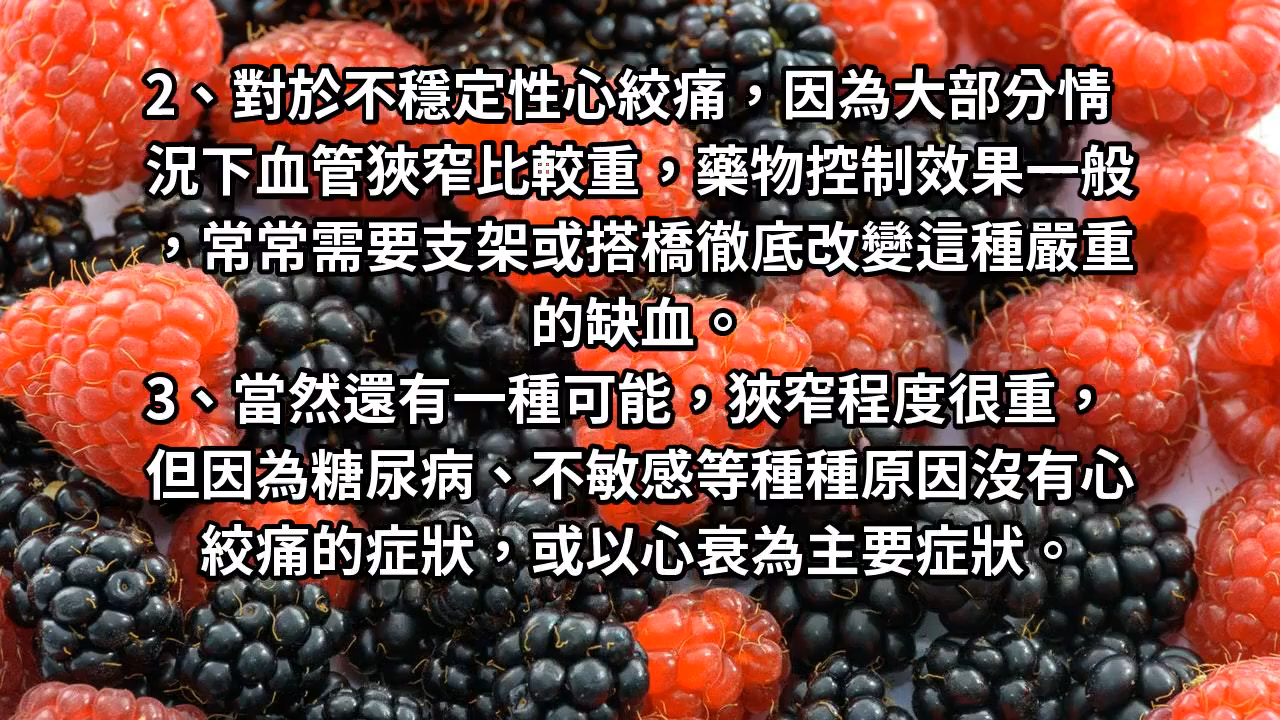 2、對於不穩定性心絞痛，因為大部分情
況下血管狹窄比較重，藥物控制效果一般
，常常需要支架或搭橋徹底改變這種嚴重
的缺血。
3、當然還有一種可能，狹窄程度很重，
但因為糖尿病、不敏感等種種原因沒有心
絞痛的症狀，或以心衰為主要症狀。